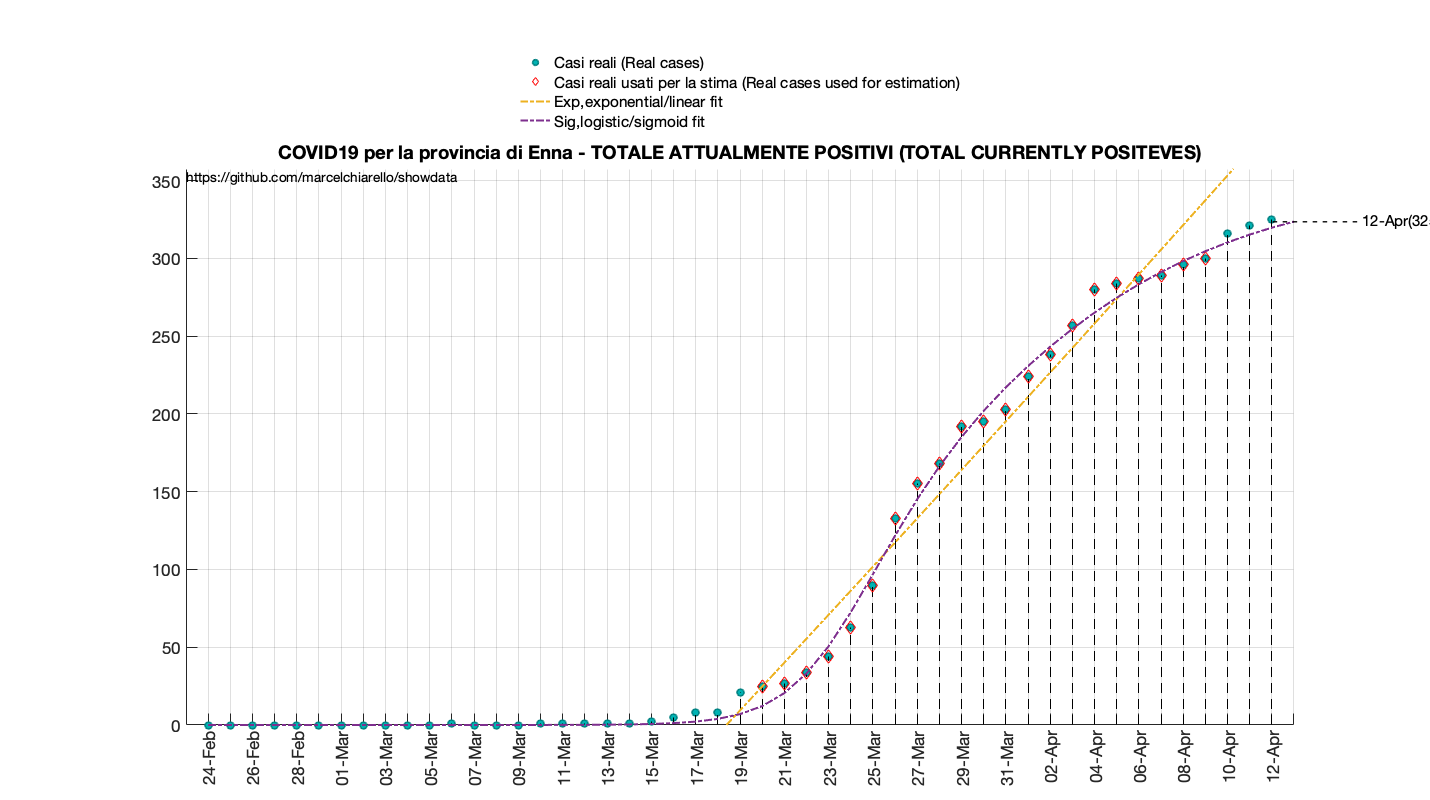 Casi reali (Real cases)
Casi reali usati per la stima (Real cases used for estimation)
Exp,exponential/linear fit
Sig,logistic/sigmoid fit
COVID19 per la provincia di Enna - TOTALE ATTUALMENTE POSITIVI (TOTAL CURRENTLY POSITEVES)
https://github.com/marcelchiarello/showdata
350
300
250
200
150
100
50
0
12-Apr(32
24-Feb
26-Feb
28-Feb
01-Mar
03-Mar
05-Mar
07-Mar
09-Mar
11-Mar
13-Mar
15-Mar
17-Mar
19-Mar
21-Mar
23-Mar
25-Mar
27-Mar
29-Mar
31-Mar
02-Apr
04-Apr
06-Apr
08-Apr
10-Apr
12-Apr